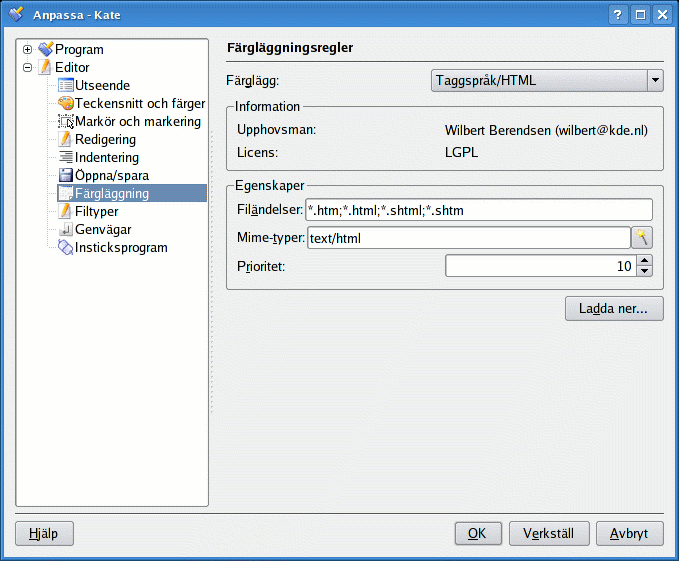 Anpassa - Kate
Program
Editor
Utseende
Teckensnitt och färger
Markör och markering
Redigering
Indentering
Öppna/spara
Färgläggning
Filtyper
Genvägar
Insticksprogram
Färgläggningsregler
Färglägg: Taggspråk/HTML
Information
Upphovsman: Wilbert Berendsen (wilbert@kde.nl)
Licens: LGPL
Egenskaper
Filändelser: *.htm;*.html;*.shtml;*.shtm
Mime-typer: text/html
Prioritet: 10
Ladda ner...
Hjälp OK Verkställ Avbryt